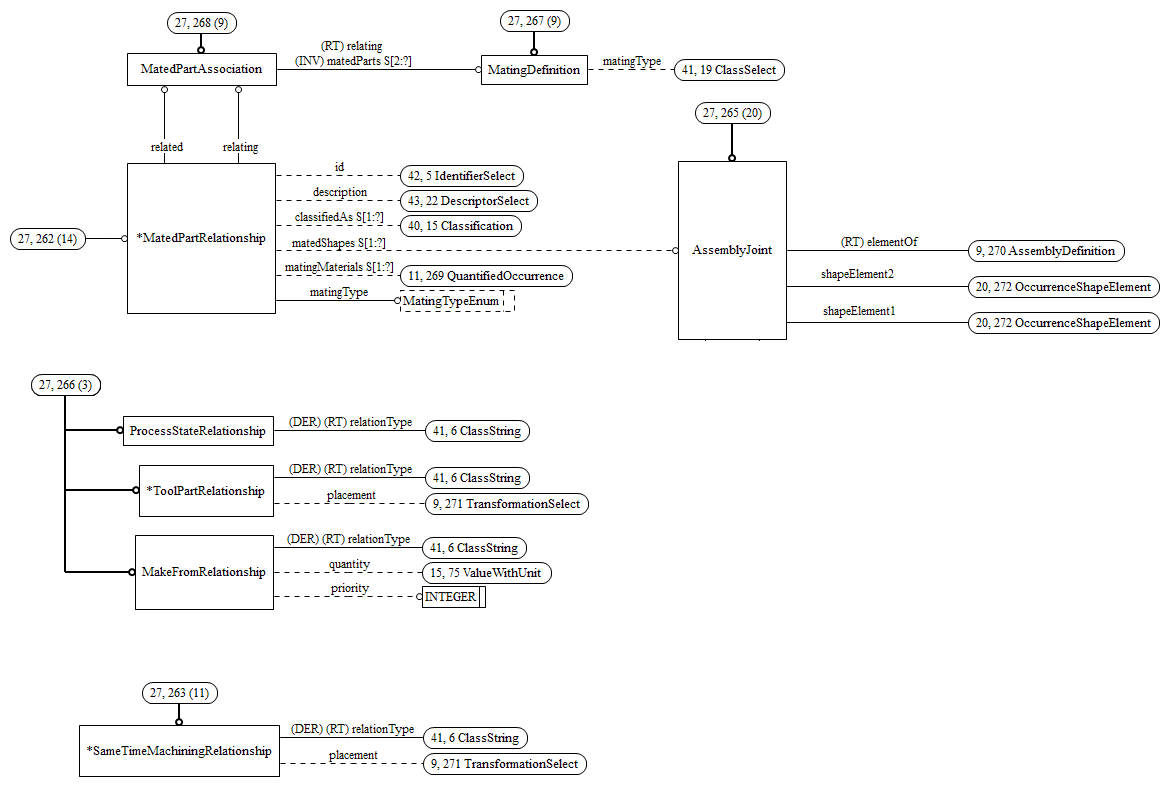 27, 268 (9)
27, 267 (9)
(RT) relating
(INV) matedParts S[2:?]
MatedPartAssociation
MatingDefinition
matingType
41, 19 ClassSelect
27, 265 (20)
related
relating
id
42, 5 IdentifierSelect
description
43, 22 DescriptorSelect
classifiedAs S[1:?]
40, 15 Classification
27, 262 (14)
*MatedPartRelationship
matedShapes S[1:?]
AssemblyJoint
(RT) elementOf
9, 270 AssemblyDefinition
matingMaterials S[1:?]
11, 269 QuantifiedOccurrence
shapeElement2
20, 272 OccurrenceShapeElement
matingType
MatingTypeEnum
shapeElement1
20, 272 OccurrenceShapeElement
27, 266 (3)
ProcessStateRelationship
(DER) (RT) relationType
41, 6 ClassString
*ToolPartRelationship
(DER) (RT) relationType
41, 6 ClassString
placement
9, 271 TransformationSelect
MakeFromRelationship
(DER) (RT) relationType
41, 6 ClassString
quantity
15, 75 ValueWithUnit
priority
INTEGER
27, 263 (11)
*SameTimeMachiningRelationship
(DER) (RT) relationType
41, 6 ClassString
placement
9, 271 TransformationSelect